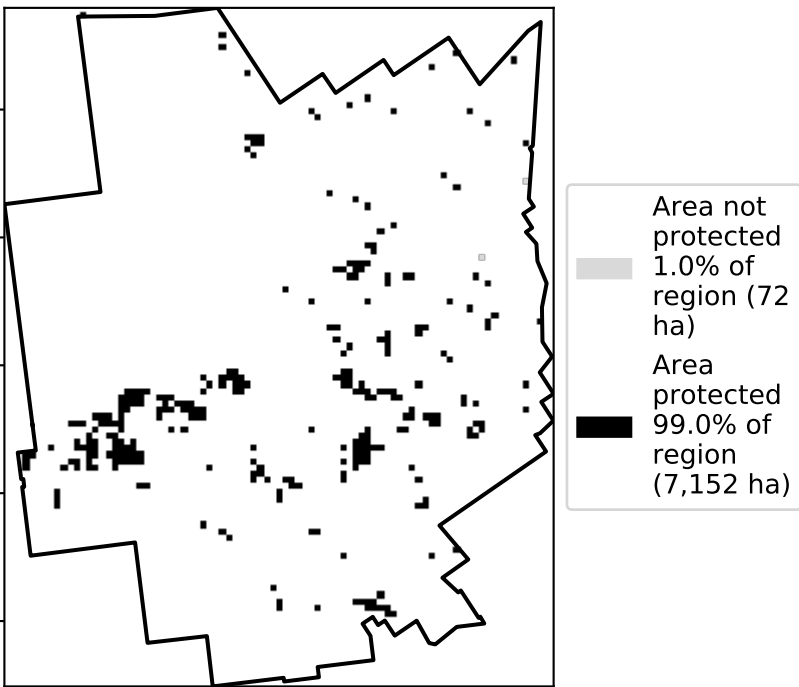 Area not
protected
1.0% of
region (72
ha)
Area
protected
99.0% of
region
(7,152 ha)